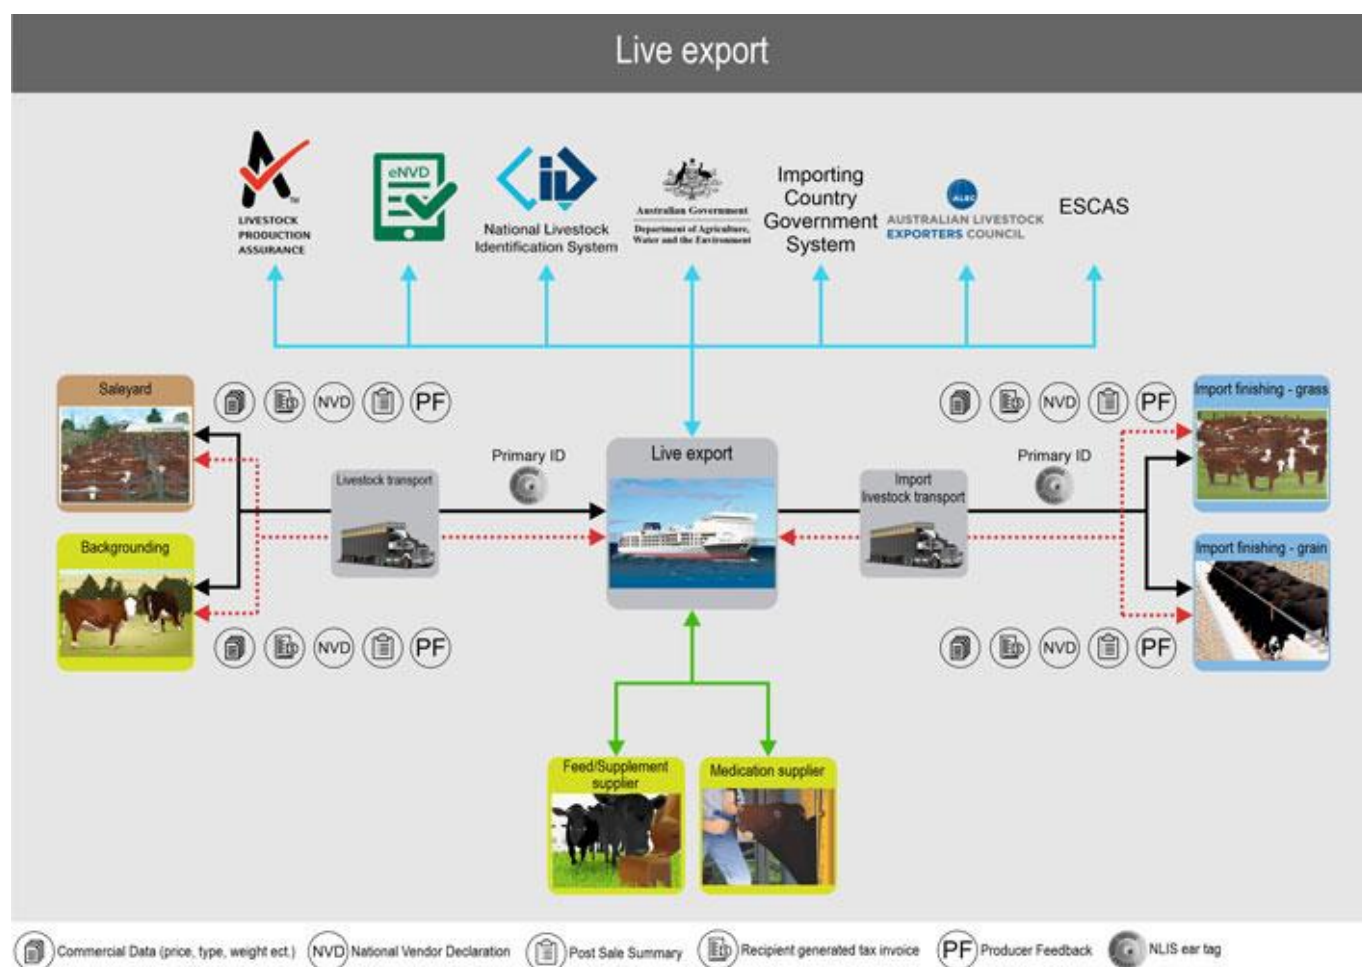 Live export
LIVESTOCK
PRODUCTION
ASSURANCE
TM
eNVD
iD
National Livestock
Identification System
Australian Government
Department of Agriculture,
Water and the Environment
Importing
Country
Government
System
ALEC
AUSTRALIAN LIVESTOCK
EXPORTERS COUNCIL
ESCAS
Saleyard
NVD
PF
NVD
PF
Import finishing - grass
Primary ID
Live export
Primary ID
Livestock transport
Import
livestock transport
Backgrounding
Import finishing - grain
NVD
PF
NVD
PF
Feed/Supplement
supplier
Medication supplier
Commercial Data (price, type, weight ect.)
NVD National Vendor Declaration
Post Sale Summary
Recipient generated tax invoice
PF Producer Feedback
NLIS ear tag